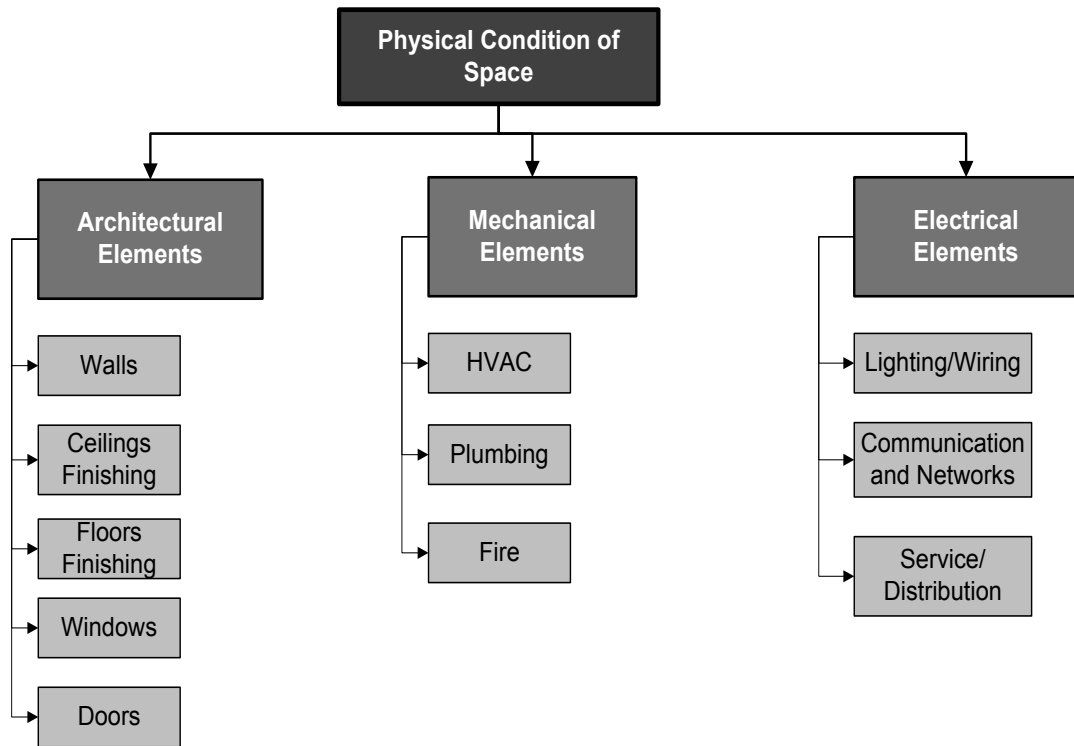 Physical Condition of
Space
Architectural
Elements
Mechanical
Elements
Electrical
Elements
Walls
Ceilings
Finishing
Floors
Finishing
Windows
Doors
HVAC
Plumbing
Fire
Lighting/Wiring
Communication
and Networks
Service/
Distribution